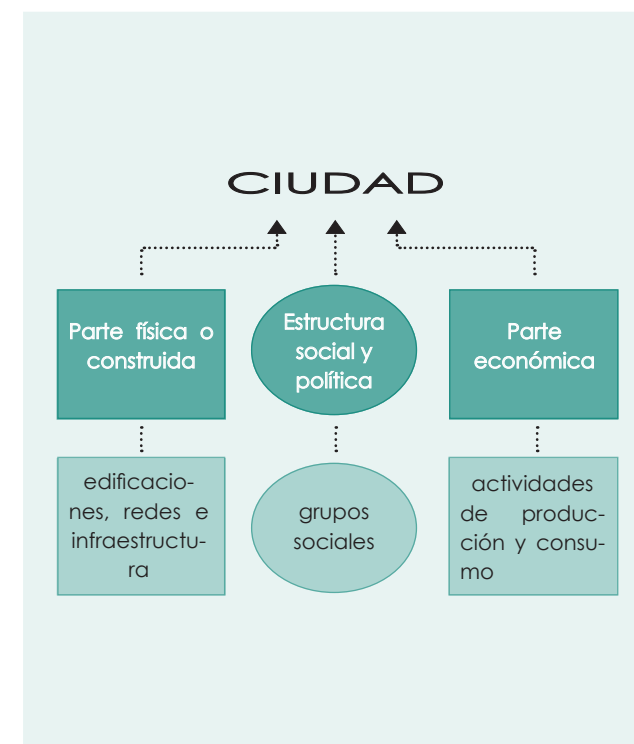 CIUDAD
Parte física o
construida
Estructura
social y
política
Parte
económica
edificacio-
nes, redes e
infraestructu-
ra
grupos
sociales
actividades
de produc-
ción y consu-
mo